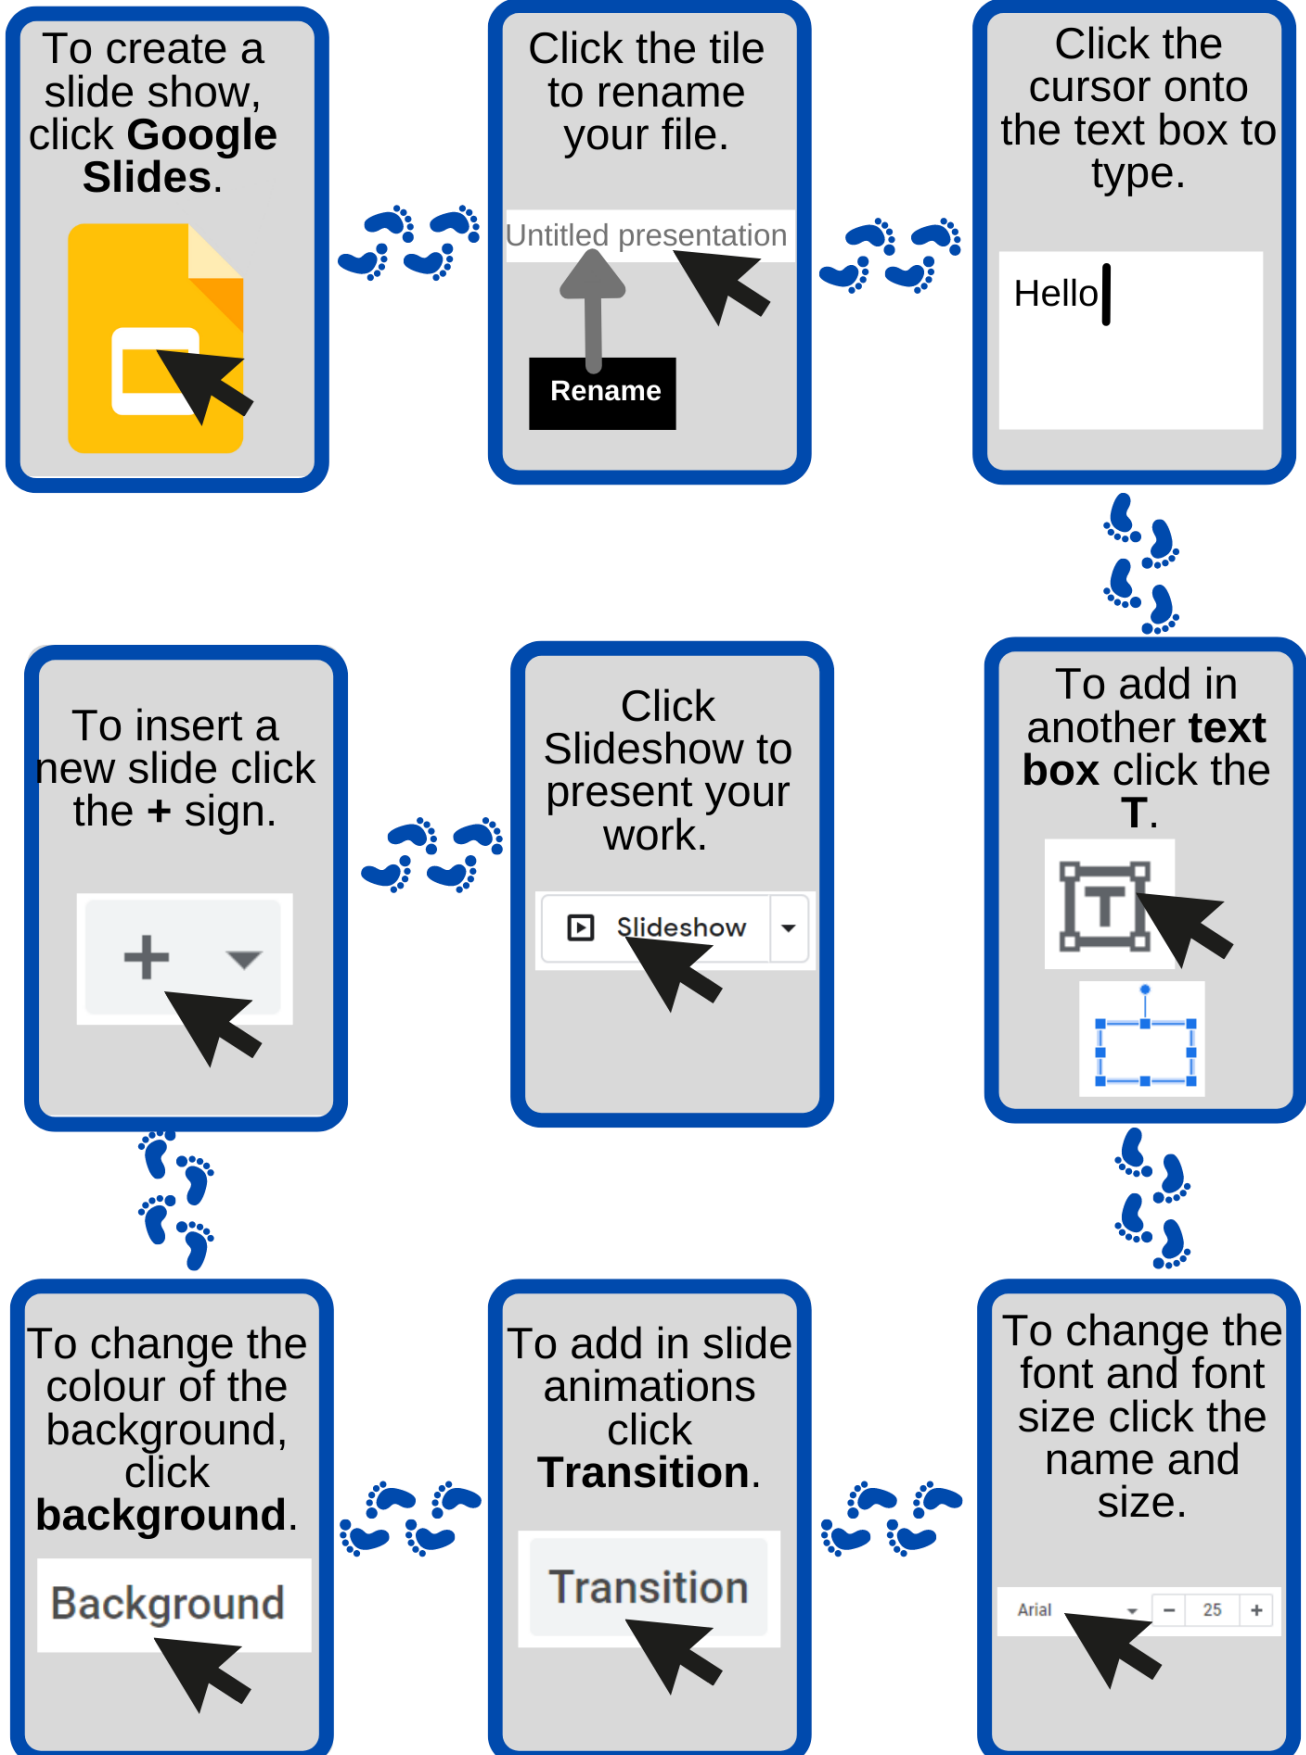 To create a
slide show,
click Google
Slides.
Click the tile
to rename
your file.
Untitled presentation
Rename
Click the
cursor onto
the text box to
type.
Hello
To add in
another text
box click the
T.
T
To change the
font and font
size click the
name and
size.
Arial - 25 +
To add in slide
animations
click
Transition.
Transition
To change the
colour of the
background,
click
background.
Background
To insert a
new slide click
the + sign.
+
Click
Slideshow to
present your
work.
Slideshow